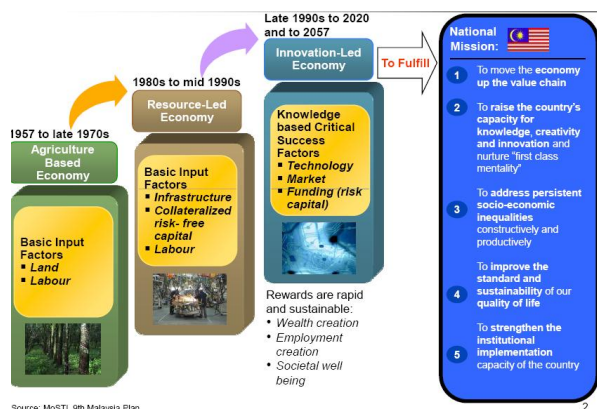 1957 to late 1970s
Agriculture
Based
Economy
Basic Input
Factors
▪ Land
▪ Labour
1980s to mid 1990s
Resource-Led
Economy
Basic Input
Factors
▪ Infrastructure
▪ Collateralized
risk- free
capital
▪ Labour
Late 1990s to 2020
and to 2057
Innovation-Led
Economy
Knowledge
based Critical
Success
Factors
▪ Technology
▪ Market
▪ Funding (risk
capital)
Rewards are rapid
and sustainable:
• Wealth creation
• Employment
creation
• Societal well
being
To Fulfill
National
Mission:
1 To move the economy
up the value chain
2 To raise the country's
capacity for
knowledge, creativity
and innovation and
nurture "first class
mentality"
3 To address persistent
socio-economic
inequalities
constructively and
productively
4 To improve the
standard and
sustainability of our
quality of life
5 To strengthen the
institutional
implementation
capacity of the country
Source: MoSTI, 9th Malaysia Plan
2